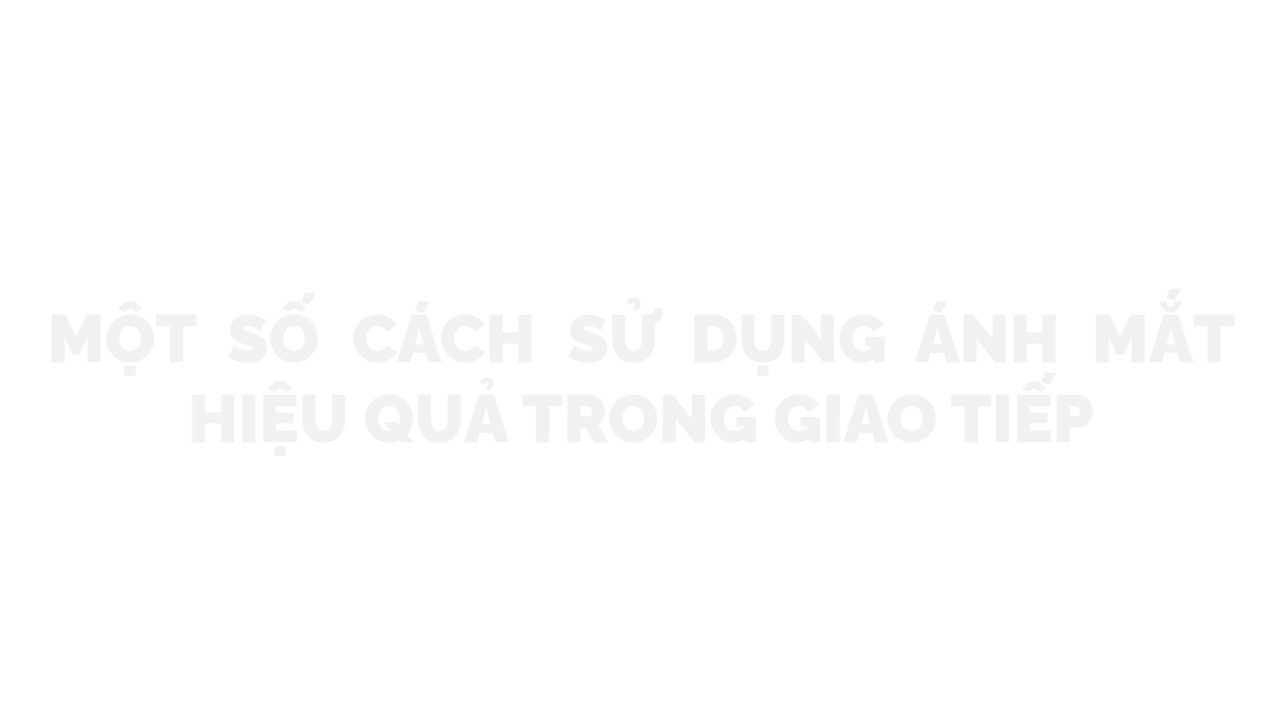 MỘT SỐ CÁCH SỬ DỤNG ÁNH MẮT
HIỆU QUẢ TRONG GIAO TIẾP